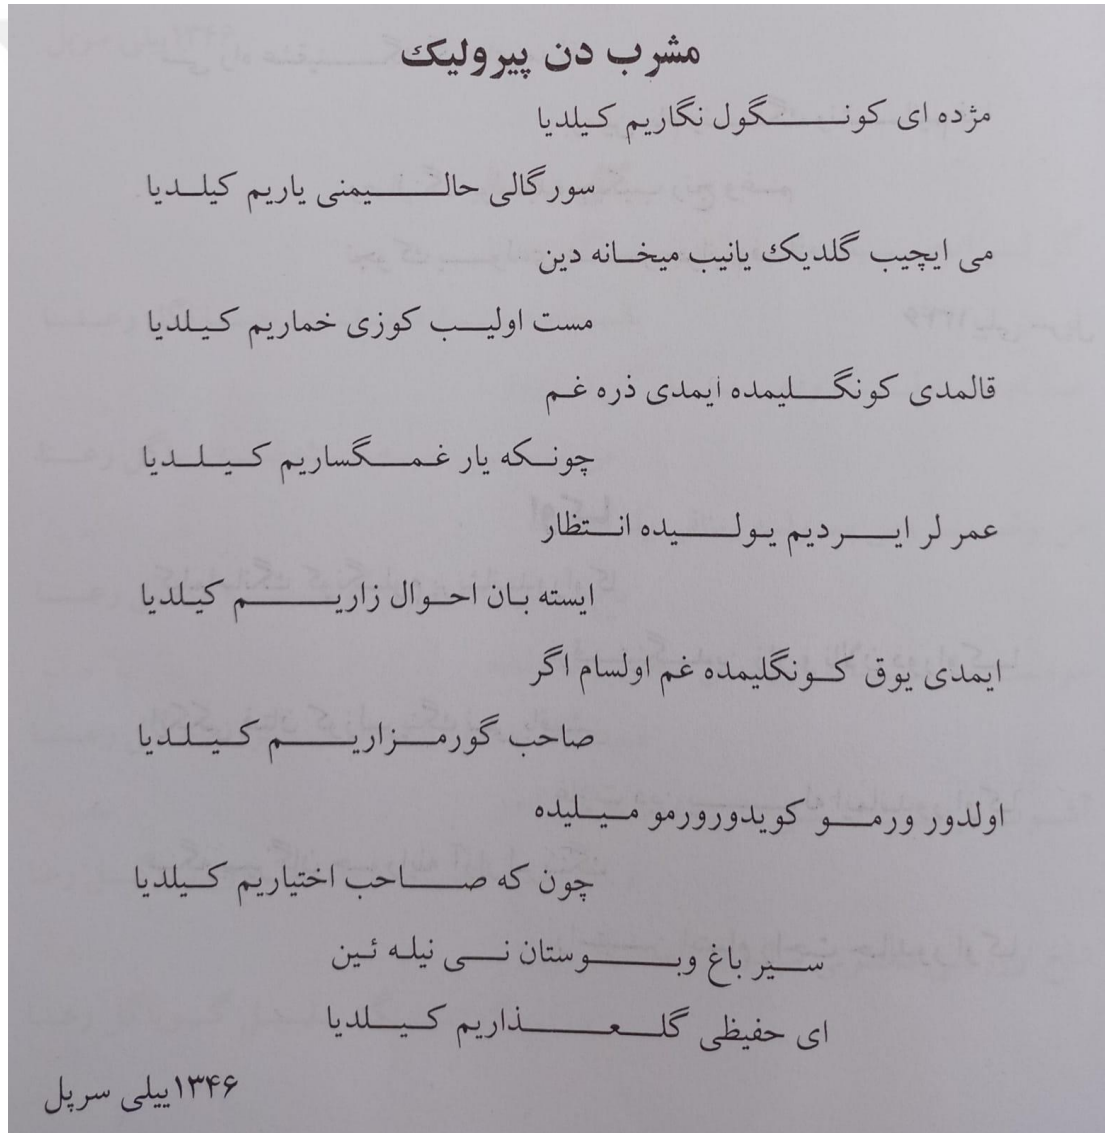 مشرب دن پیرولیک
مژده ای کونگول نگاریم کیلدیا
سورگالی حالیمنی یاریم کیلدیا
می ایچیب گلدیک یانیب میخانه دین
مست اولیب کوزی خماریم کیلدیا
قالمدی کونگلیمده ایمدی ذره غم
چونکه یار غمگساریم کیلدیا
عمر لر ایردیم یولیده انتظار
ایسته بان احوال زاریم کیلدیا
ایمدی یوق کونگلیمده غم اولسام اگر
صاحب گورمزاریم کیلدیا
اولدور ورمو کویدورورمو میلیده
چون که صاحب اختیاریم کیلدیا
سیر باغ وبوستان نی نیله ئین
ای حفیظی گلعذاریم کیلدیا
۱۳۴۶ییلی سرپل